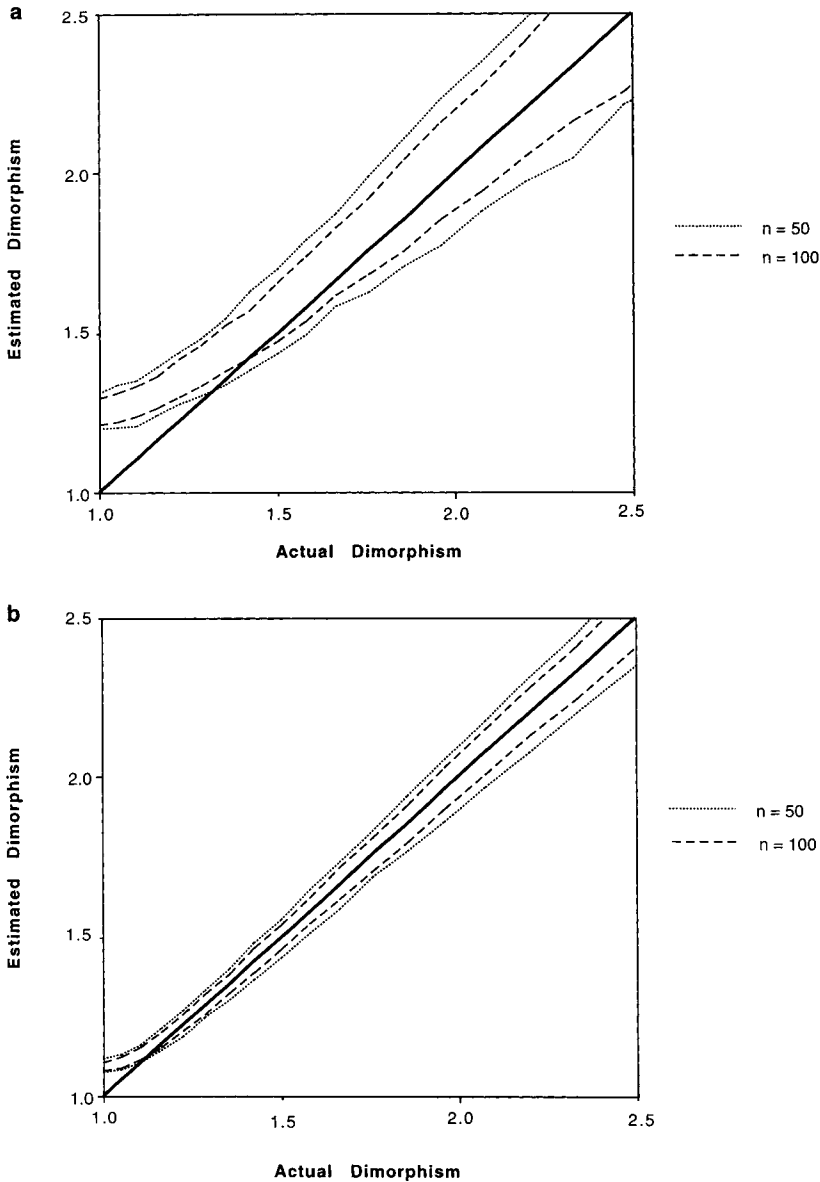 a
2.5
2.0
1.5
1.0
Estimated Dimorphism
1.0 1.5 2.0 2.5
Actual Dimorphism
n = 50
n = 100
b
2.5
2.0
1.5
1.0
Estimated Dimorphism
1.0 1.5 2.0 2.5
Actual Dimorphism
n = 50
n = 100